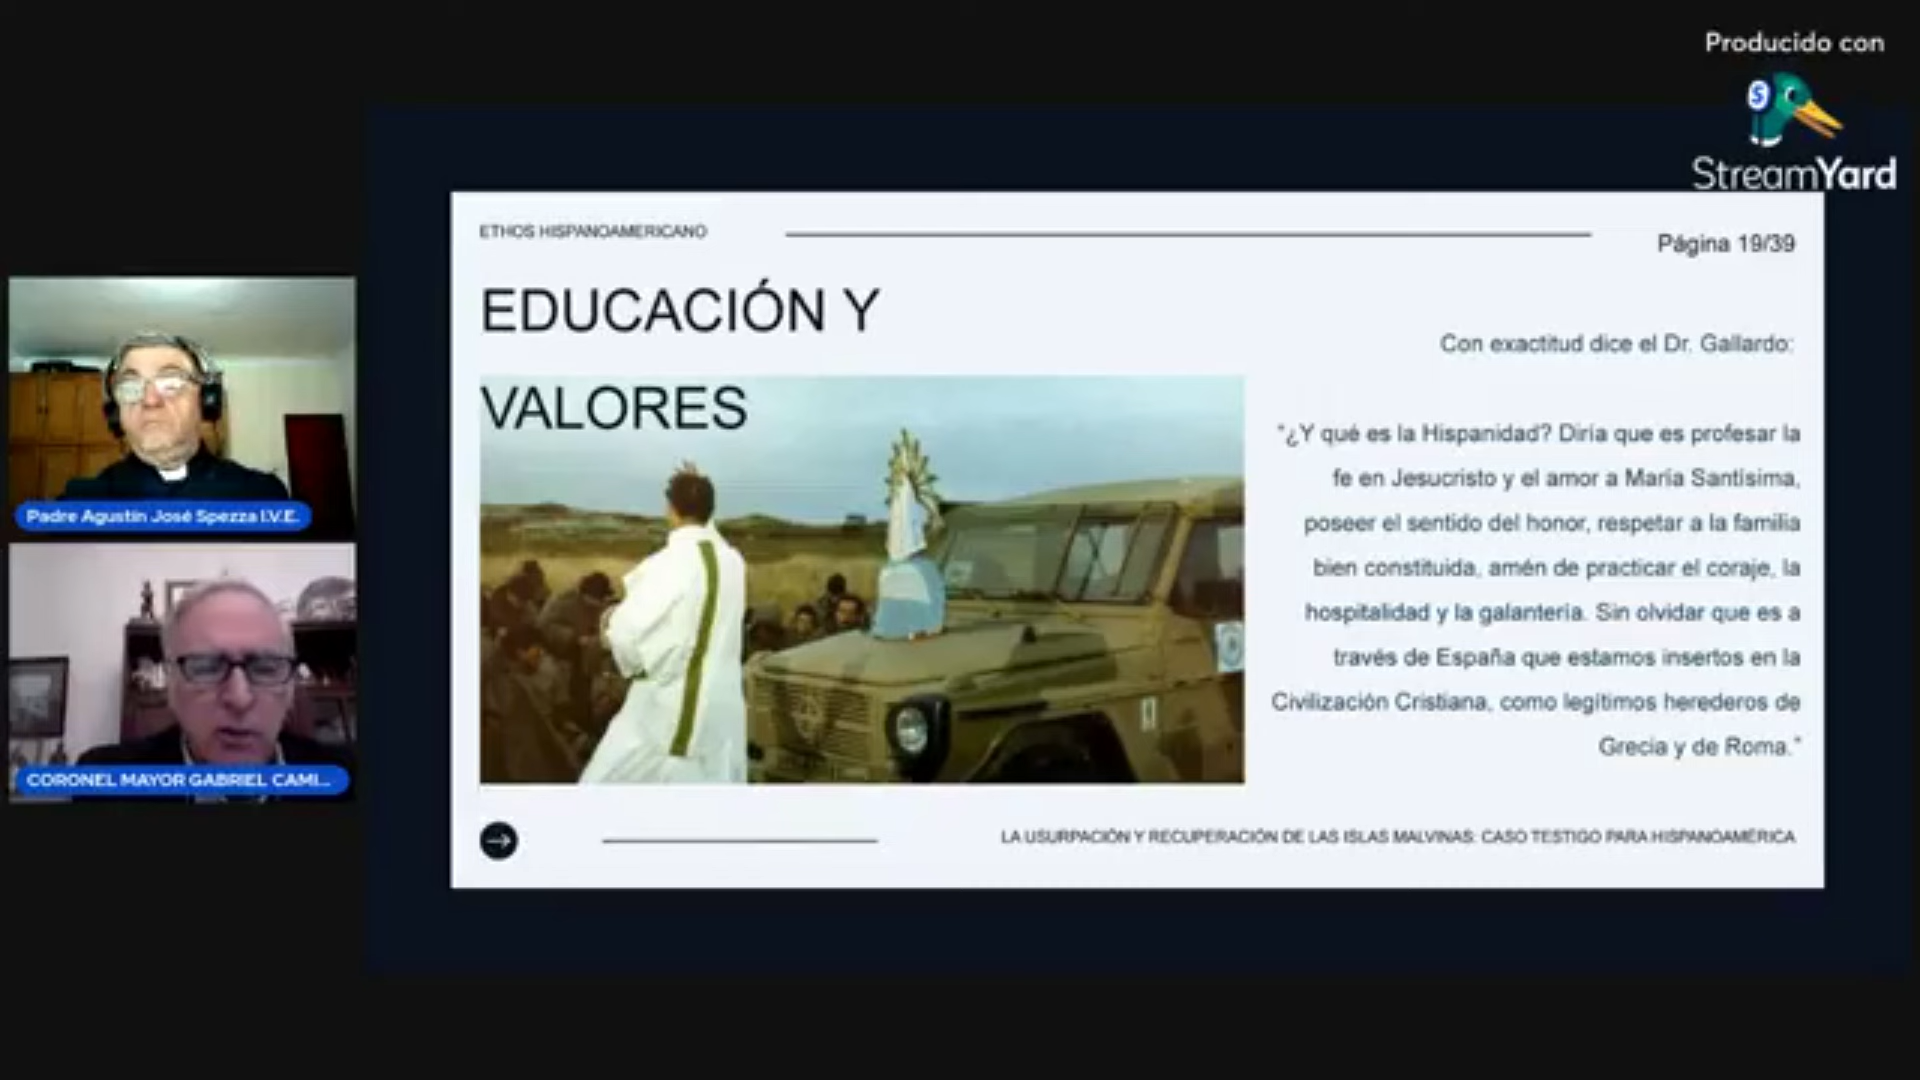 Producido con
StreamYard
ETHOS HISPANOAMERICANO
Página 19/39
EDUCACIÓN Y
VALORES
Con exactitud dice el Dr. Gallardo:
"¿Y qué es la Hispanidad? Diría que es profesar la
fe en Jesucristo y el amor a María Santísima,
poseer el sentido del honor, respetar a la familia
bien constituida, amén de practicar el coraje, la
hospitalidad y la galantería. Sin olvidar que es a
través de España que estamos insertos en la
Civilización Cristiana, como legítimos herederos de
Grecia y de Roma."
LA USURPACIÓN Y RECUPERACIÓN DE LAS ISLAS MALVINAS: CASO TESTIGO PARA HISPANOAMÉRICA
Padre Agustín José Spezza I.V.E.
CORONEL MAYOR GABRIEL CAMI...